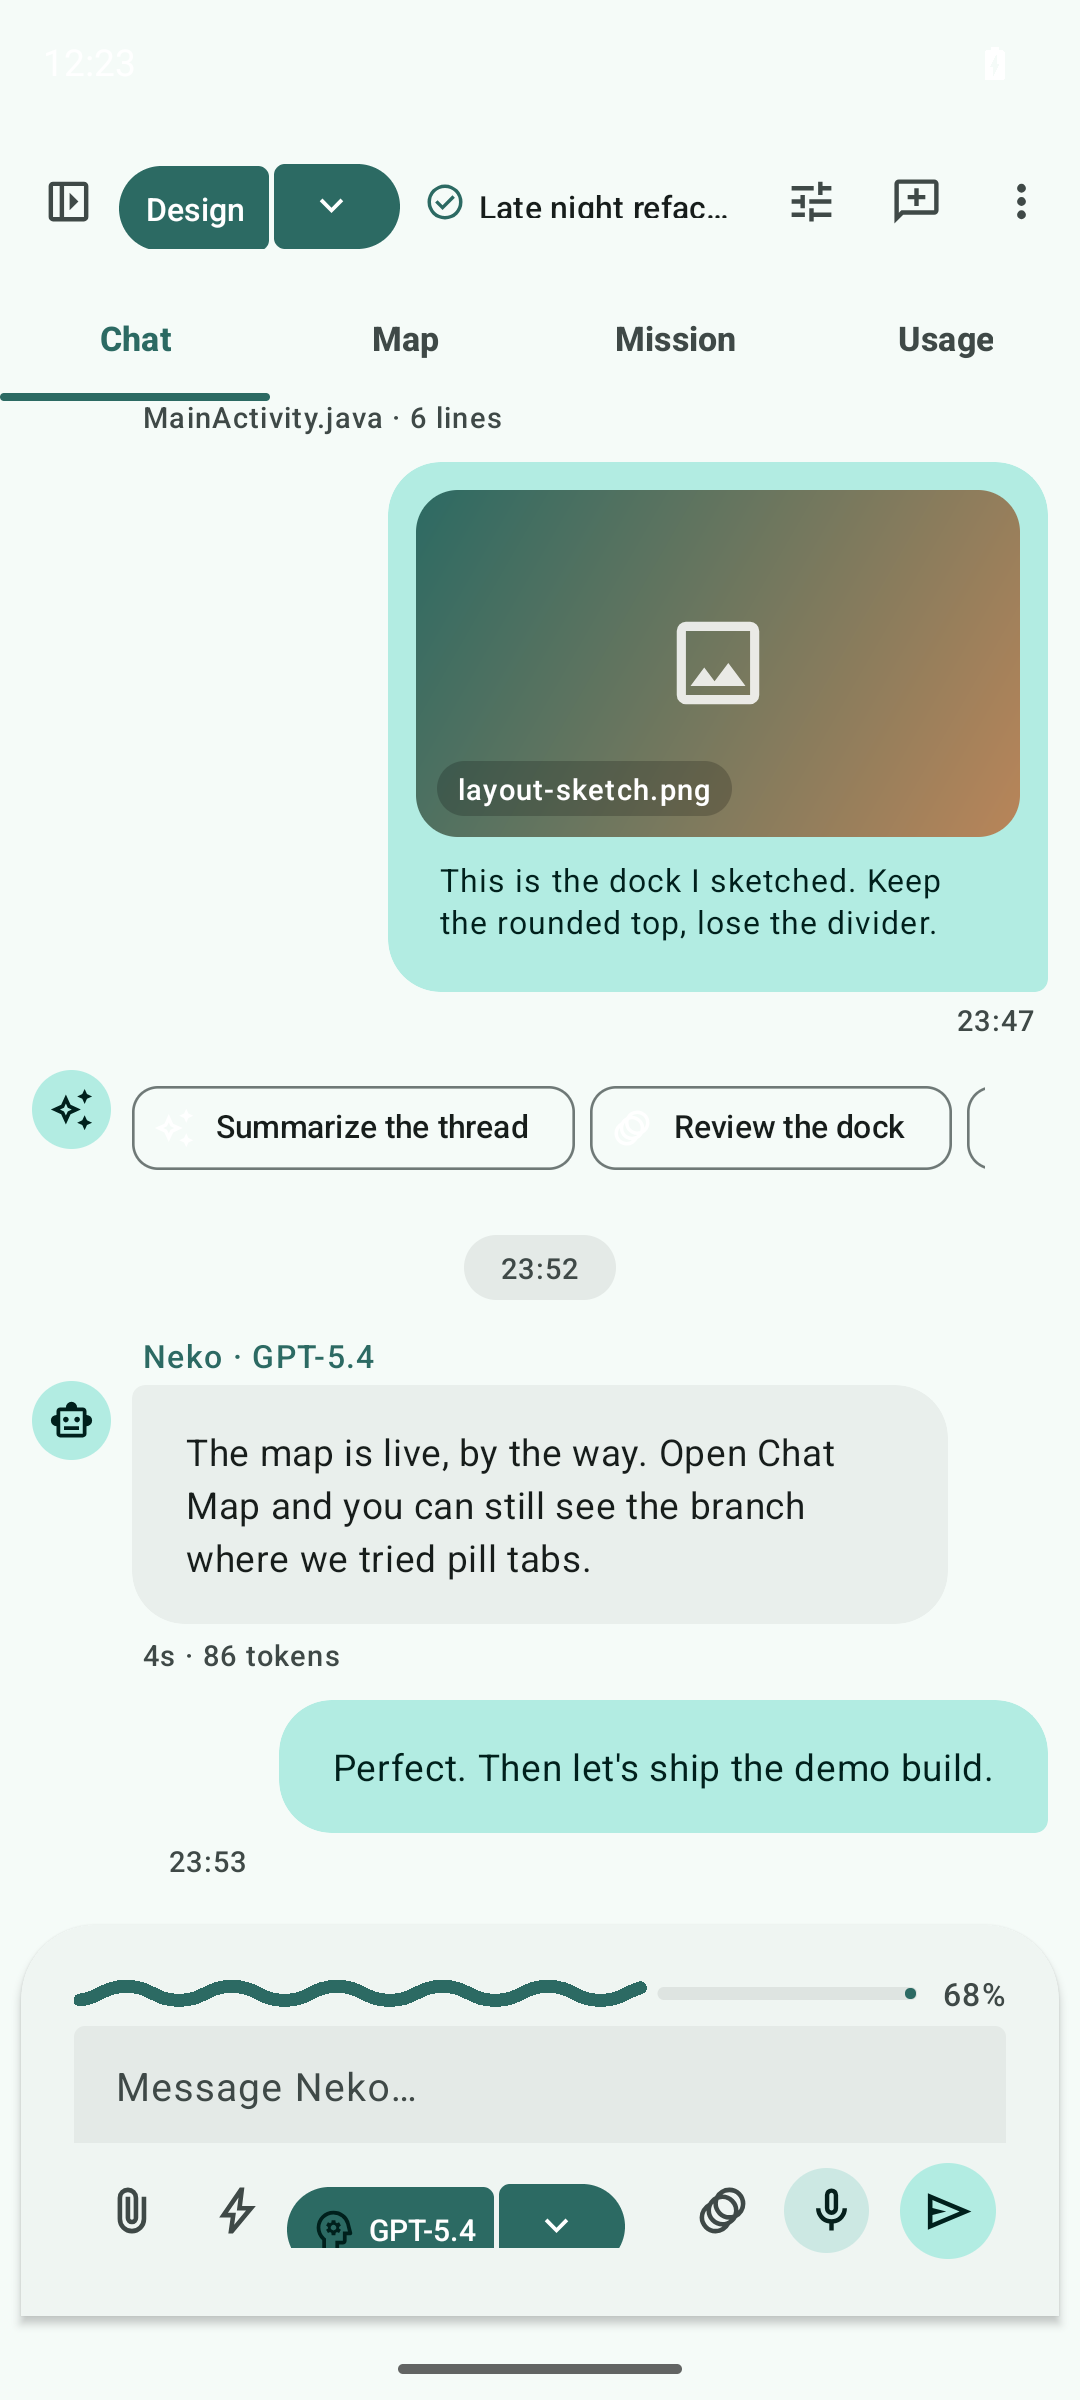 12:23
Design
Late night refac…
Chat
Map
Mission
Usage
MainActivity.java · 6 lines
layout-sketch.png
This is the dock I sketched. Keep
the rounded top, lose the divider.
23:47
Summarize the thread
Review the dock
23:52
Neko · GPT-5.4
The map is live, by the way. Open Chat
Map and you can still see the branch
where we tried pill tabs.
4s · 86 tokens
Perfect. Then let's ship the demo build.
23:53
68%
Message Neko…
GPT-5.4